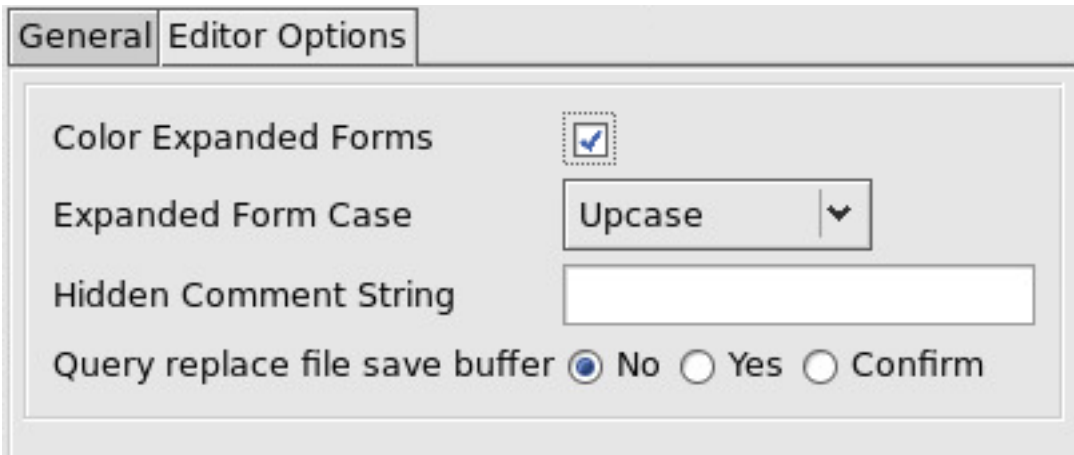 General Editor Options
Color Expanded Forms
Expanded Form Case Upcase
Hidden Comment String
Query replace file save buffer No Yes Confirm